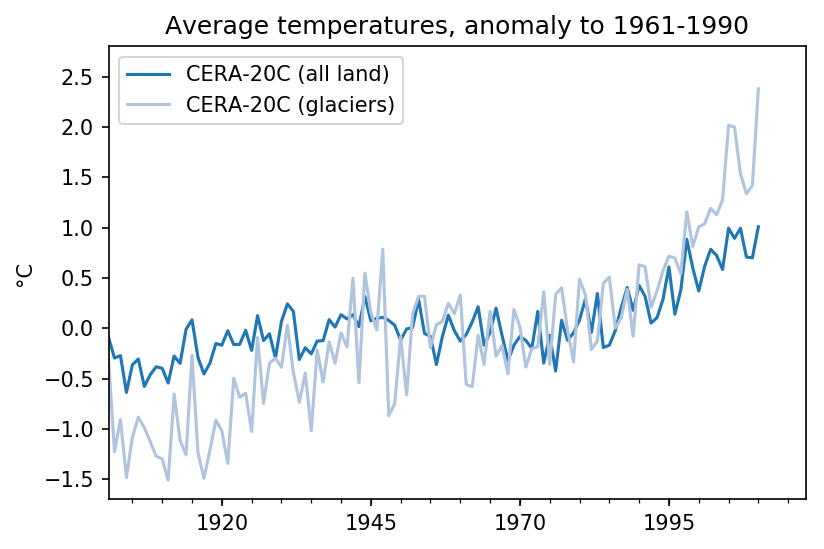 Average temperatures, anomaly to 1961-1990
CERA-20C (all land)
CERA-20C (glaciers)
2.5
2.0
1.5
1.0
0.5
0.0
−0.5
−1.0
−1.5
°C
1920 1945 1970 1995